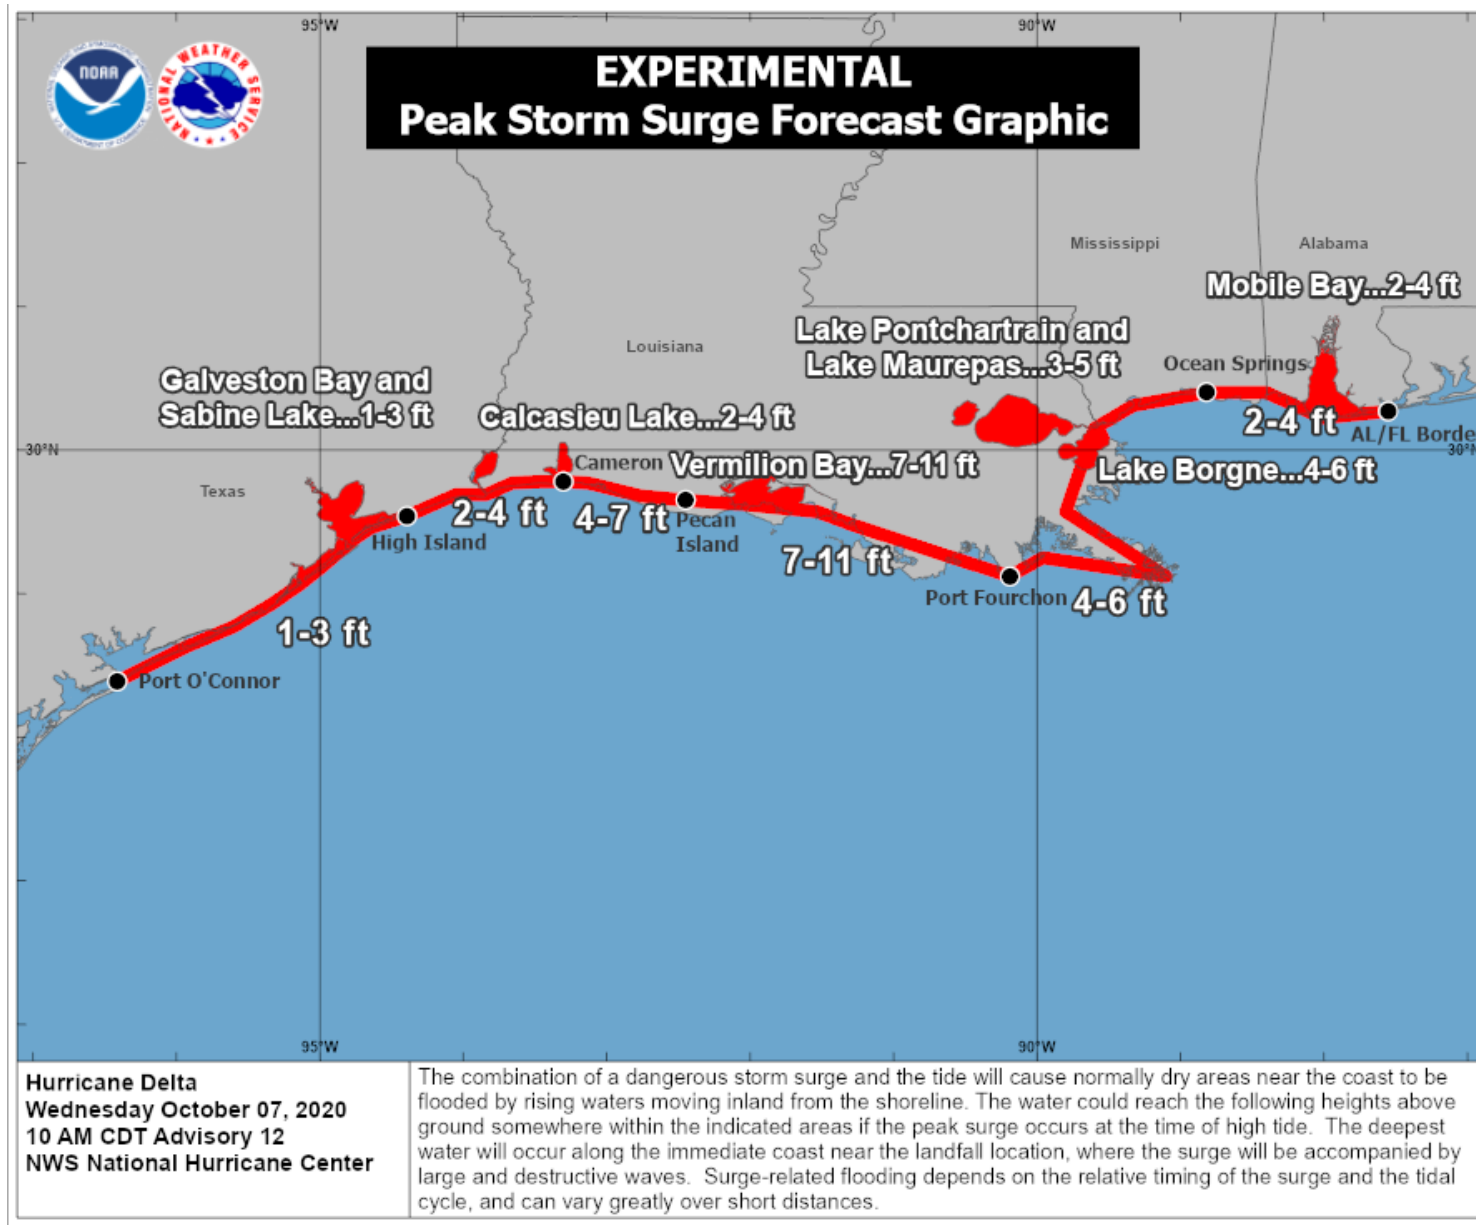 95°W
90°W
NOAA
NATIONAL WEATHER SERVICE
EXPERIMENTAL
Peak Storm Surge Forecast Graphic
Mississippi
Alabama
Mobile Bay...2-4 ft
Lake Pontchartrain and
Lake Maurepas...3-5 ft
Louisiana
Ocean Springs
Galveston Bay and
Sabine Lake...1-3 ft
Calcasieu Lake...2-4 ft
2-4 ft
AL/FL Borde
30°N
30°N
Cameron
Vermilion Bay...7-11 ft
Lake Borgne...4-6 ft
Texas
2-4 ft
4-7 ft
Pecan
Island
High Island
7-11 ft
Port Fourchon
4-6 ft
1-3 ft
Port O'Connor
95°W
90°W
Hurricane Delta
Wednesday October 07, 2020
10 AM CDT Advisory 12
NWS National Hurricane Center
The combination of a dangerous storm surge and the tide will cause normally dry areas near the coast to be
flooded by rising waters moving inland from the shoreline. The water could reach the following heights above
ground somewhere within the indicated areas if the peak surge occurs at the time of high tide. The deepest
water will occur along the immediate coast near the landfall location, where the surge will be accompanied by
large and destructive waves. Surge-related flooding depends on the relative timing of the surge and the tidal
cycle, and can vary greatly over short distances.